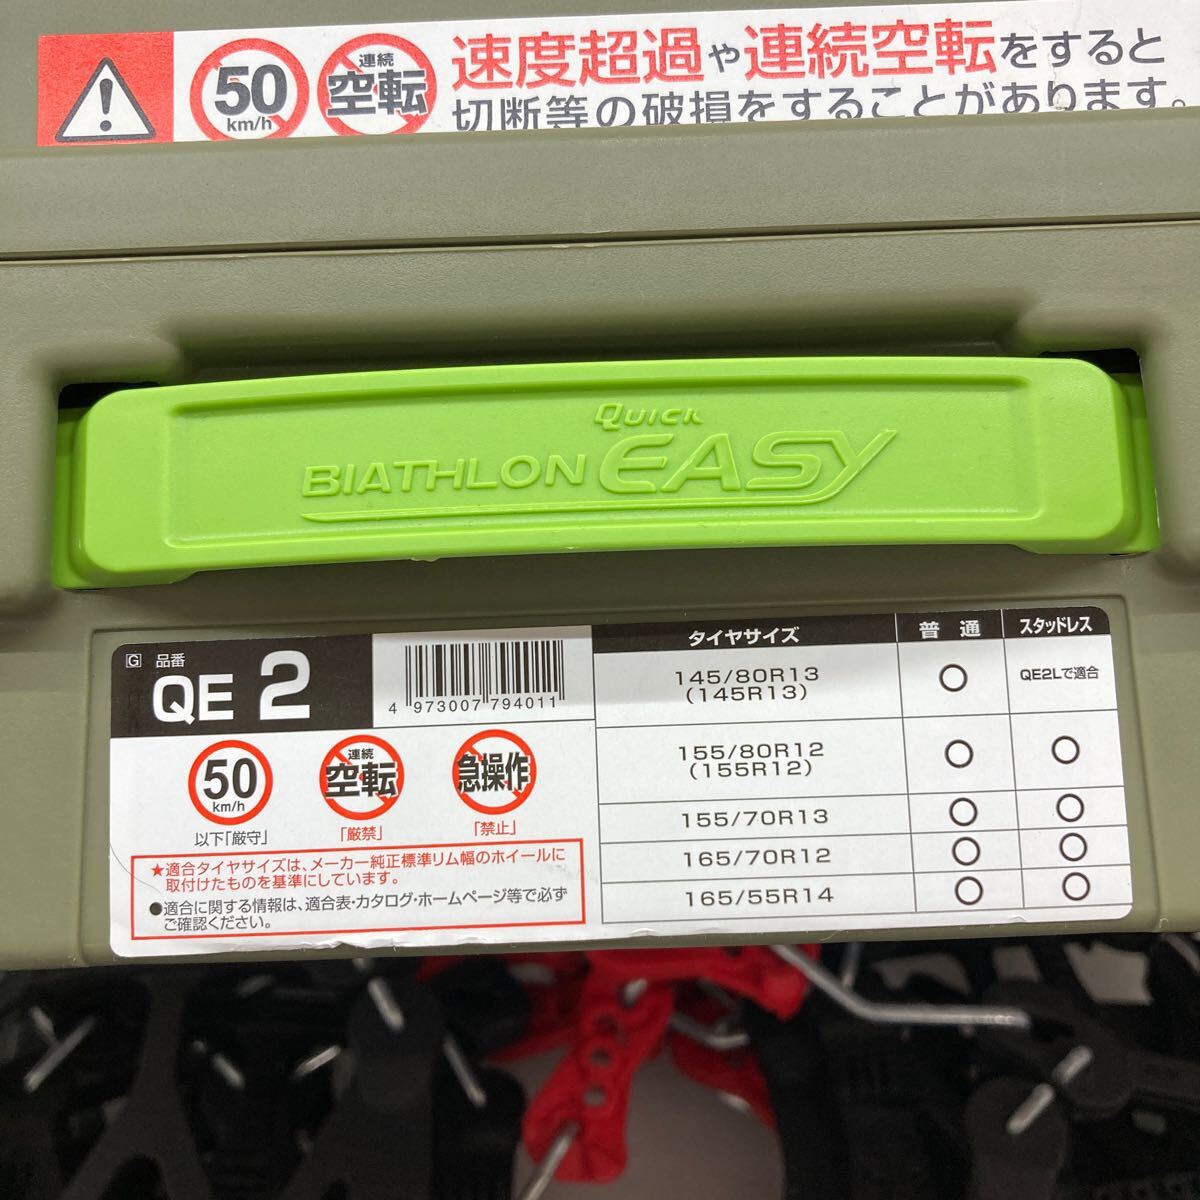 50
km/h
連続
空転
速度超過や連続空転をすると
切断等の破損をすることがあります。
QUICK
BIATHLON EASY
G 品番
QE 2
4 973007 794011
50
km/h
以下「厳守」
連続
空転
「厳禁」
急操作
「禁止」
★適合タイヤサイズは、メーカー純正標準リム幅のホイールに
取付けたものを基準にしています。
●適合に関する情報は、適合表・カタログ・ホームページ等で必ず
ご確認ください。
タイヤサイズ 普通 スタッドレス
145/80R13
(145R13) ○ QE2Lで適合
155/80R12
(155R12) ○ ○
155/70R13 ○ ○
165/70R12 ○ ○
165/55R14 ○ ○